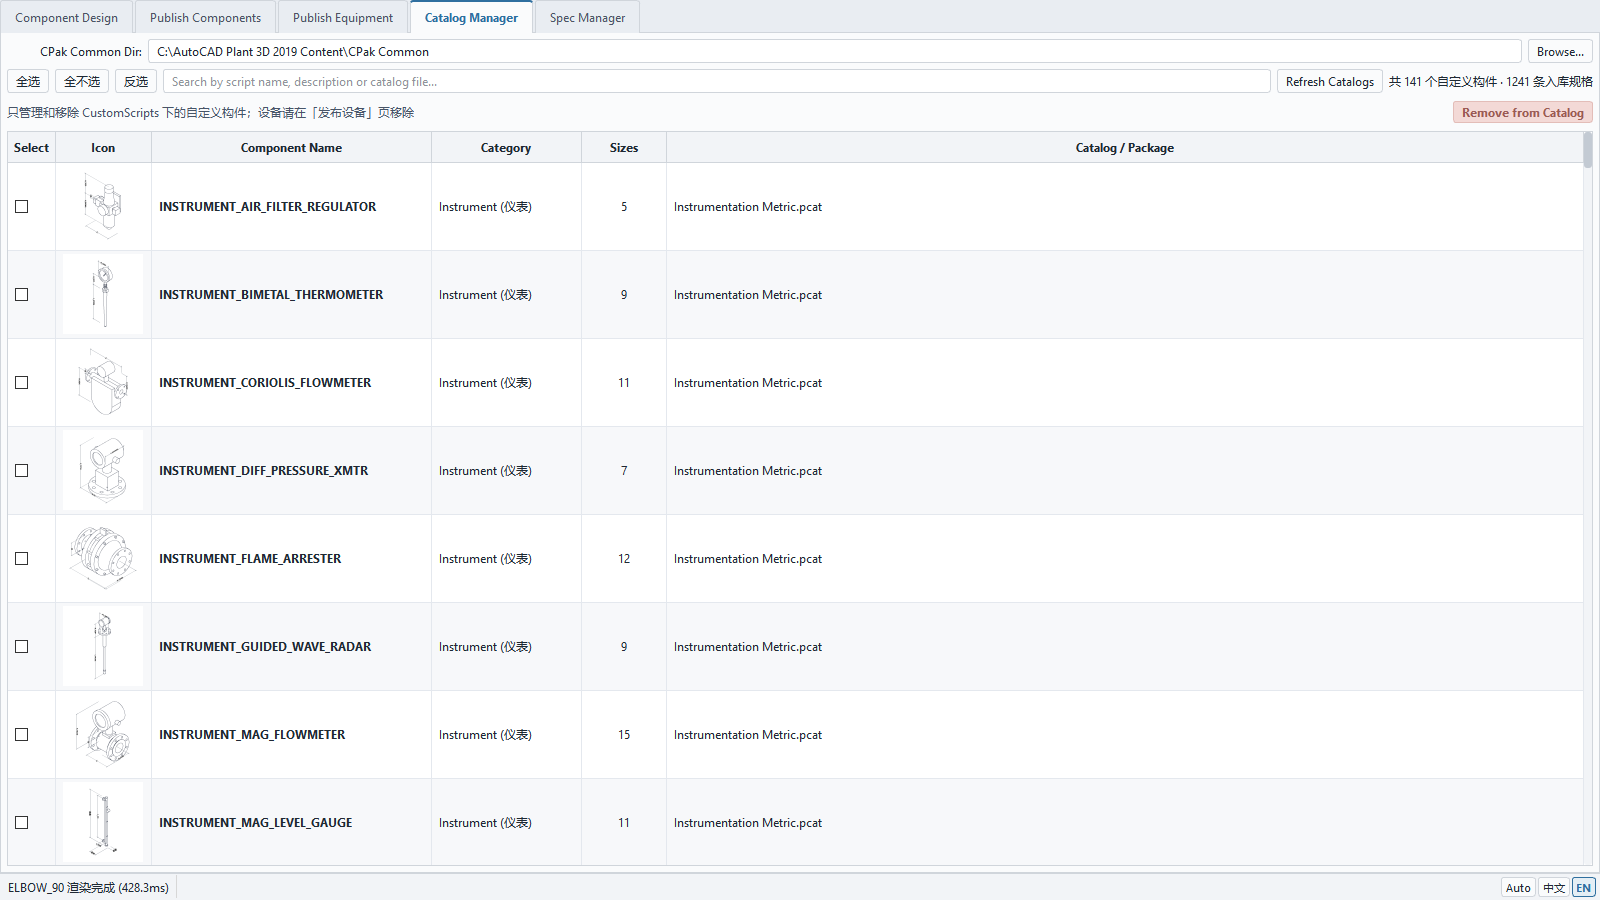 Component Design
Publish Components
Publish Equipment
Catalog Manager
Spec Manager
CPak Common Dir:
C:\AutoCAD Plant 3D 2019 Content\CPak Common
Browse...
全选
全不选
反选
Search by script name, description or catalog file...
Refresh Catalogs
共 141 个自定义构件 · 1241 条入库规格
只管理和移除 CustomScripts 下的自定义构件；设备请在「发布设备」页移除
Remove from Catalog
Select Icon Component Name Category Sizes Catalog / Package
INSTRUMENT_AIR_FILTER_REGULATOR Instrument (仪表) 5 Instrumentation Metric.pcat
INSTRUMENT_BIMETAL_THERMOMETER Instrument (仪表) 9 Instrumentation Metric.pcat
INSTRUMENT_CORIOLIS_FLOWMETER Instrument (仪表) 11 Instrumentation Metric.pcat
INSTRUMENT_DIFF_PRESSURE_XMTR Instrument (仪表) 7 Instrumentation Metric.pcat
INSTRUMENT_FLAME_ARRESTER Instrument (仪表) 12 Instrumentation Metric.pcat
INSTRUMENT_GUIDED_WAVE_RADAR Instrument (仪表) 9 Instrumentation Metric.pcat
INSTRUMENT_MAG_FLOWMETER Instrument (仪表) 15 Instrumentation Metric.pcat
INSTRUMENT_MAG_LEVEL_GAUGE Instrument (仪表) 11 Instrumentation Metric.pcat
ELBOW_90 渲染完成 (428.3ms)
Auto
中文
EN